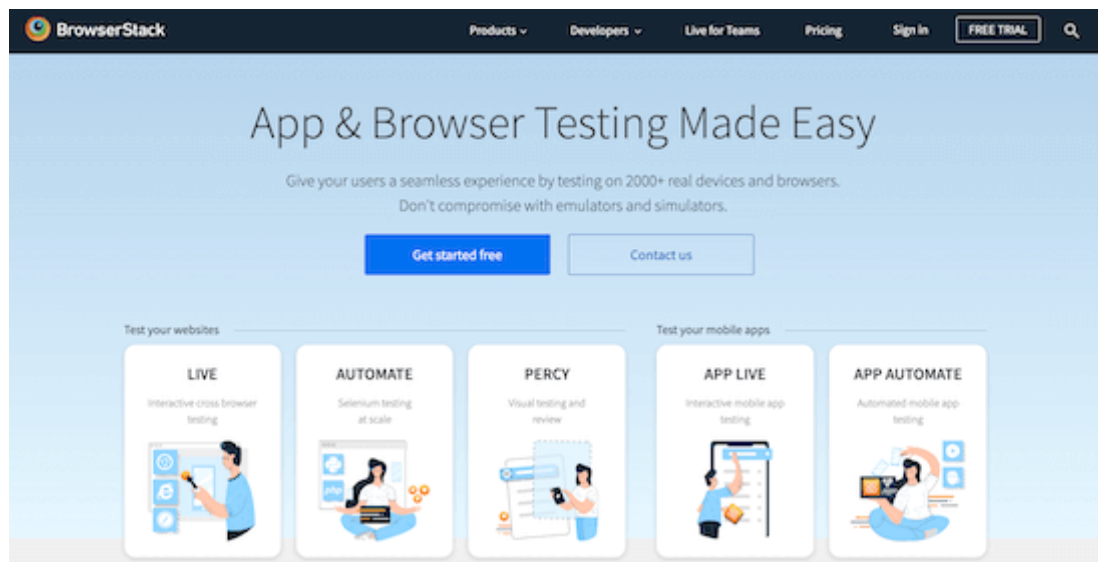 BrowserStack
Products
Developers
Live for Teams
Pricing
Sign in
FREE TRIAL
App & Browser Testing Made Easy
Give your users a seamless experience by testing on 2000+ real devices and browsers.
Don't compromise with emulators and simulators.
Get started free
Contact us
Test your websites
LIVE
Interactive cross browser
testing
AUTOMATE
Selenium testing
at scale
PERCY
Visual testing and
review
Test your mobile apps
APP LIVE
Interactive mobile app
testing
APP AUTOMATE
Automated mobile app
testing
php